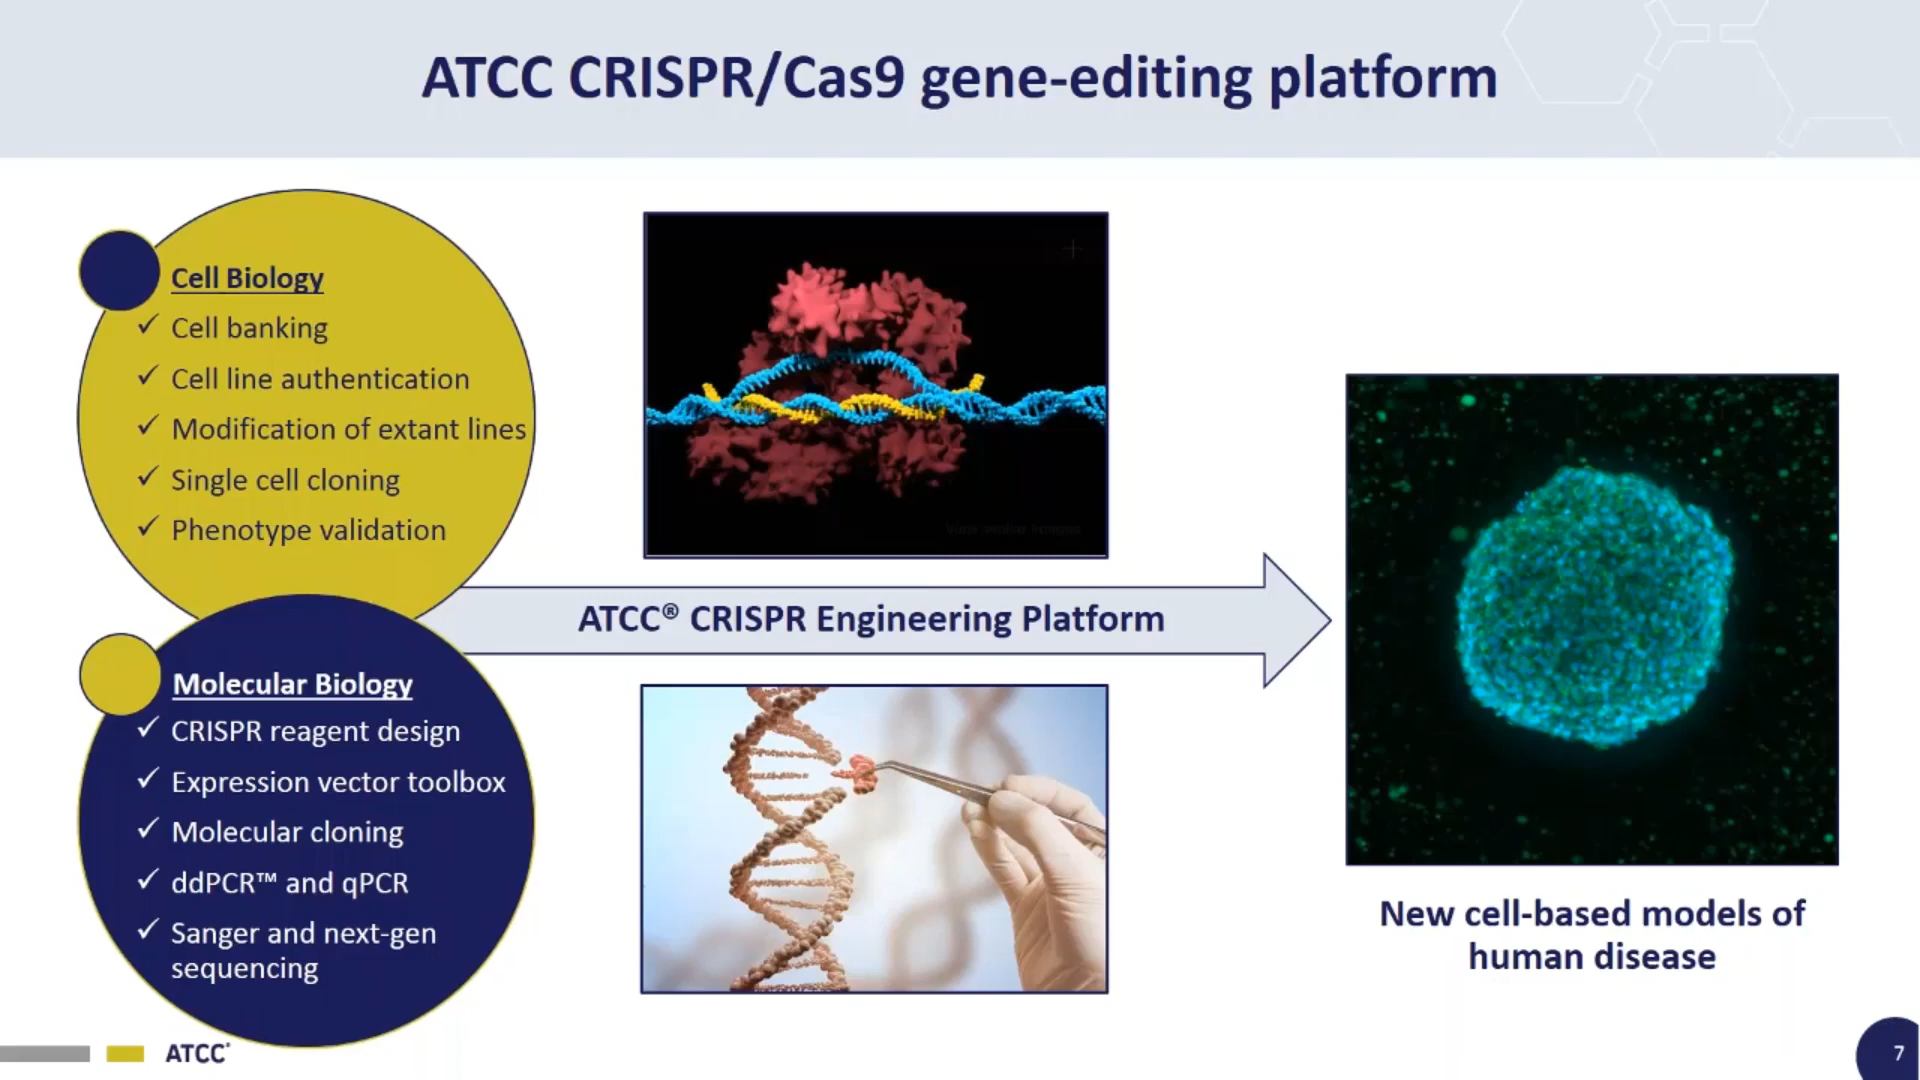 ATCC CRISPR/Cas9 gene-editing platform
Cell Biology
✓ Cell banking
✓ Cell line authentication
✓ Modification of extant lines
✓ Single cell cloning
✓ Phenotype validation
Molecular Biology
✓ CRISPR reagent design
✓ Expression vector toolbox
✓ Molecular cloning
✓ ddPCR™ and qPCR
✓ Sanger and next-gen
sequencing
ATCC® CRISPR Engineering Platform
New cell-based models of
human disease
ATCC®
7